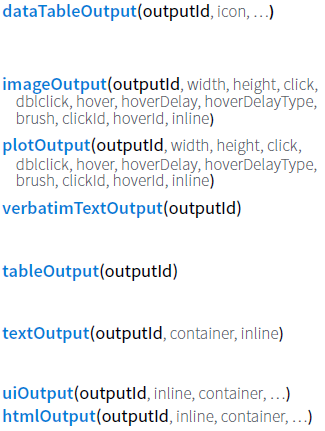 dataTableOutput(outputId, icon, …)
imageOutput(outputId, width, height, click,
dblclick, hover, hoverDelay, hoverDelayType,
brush, clickId, hoverId, inline)
plotOutput(outputId, width, height, click,
dblclick, hover, hoverDelay, hoverDelayType,
brush, clickId, hoverId, inline)
verbatimTextOutput(outputId)
tableOutput(outputId)
textOutput(outputId, container, inline)
uiOutput(outputId, inline, container, …)
htmlOutput(outputId, inline, container, …)